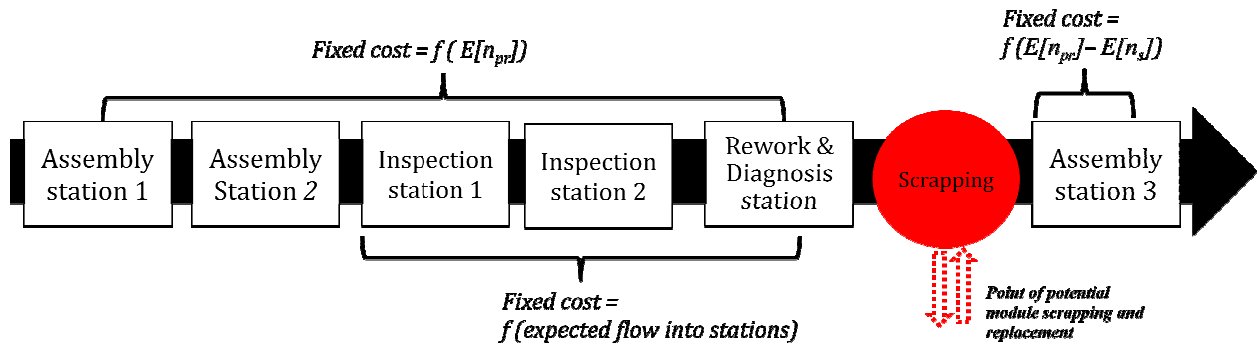 Fixed cost = f ( E[npr])
Fixed cost =
f (E[npr] – E[ns])
Assembly
station 1
Assembly
Station 2
Inspection
station 1
Inspection
station 2
Rework &
Diagnosis
station
Scrapping
Assembly
station 3
Fixed cost =
f (expected flow into stations)
Point of potential
module scrapping and
replacement